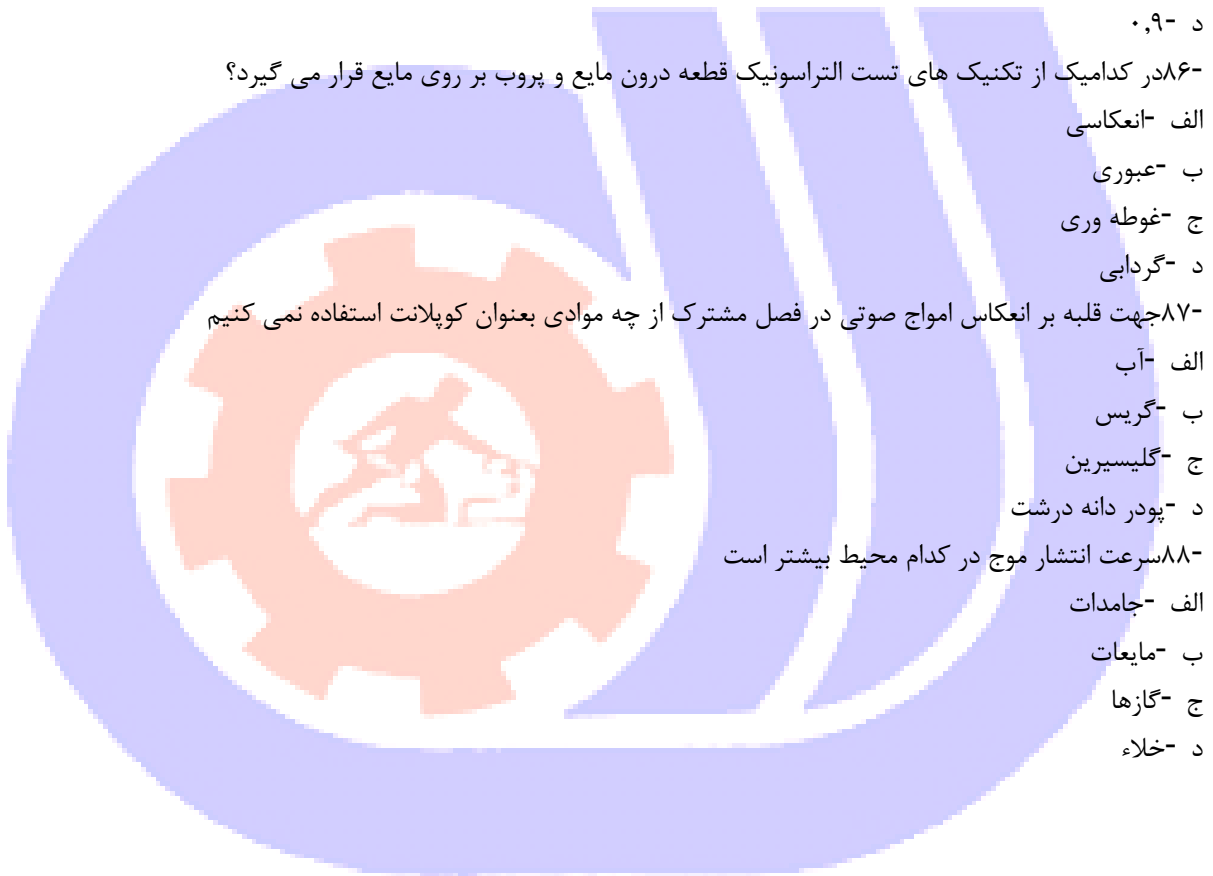 د -۰,۹
-۸۶در کدامیک از تکنیک های تست التراسونیک قطعه درون مایع و پروب بر روی مایع قرار می گیرد؟
الف -انعکاسی
ب -عبوری
ج -غوطه وری
د -گردابی
-۸۷جهت قلبه بر انعکاس امواج صوتی در فصل مشترک از چه موادی بعنوان کوپلانت استفاده نمی کنیم
الف -آب
ب -گریس
ج -گلیسیرین
د -پودر دانه درشت
-۸۸سرعت انتشار موج در کدام محیط بیشتر است
الف -جامدات
ب -مایعات
ج -گازها
د -خلاء